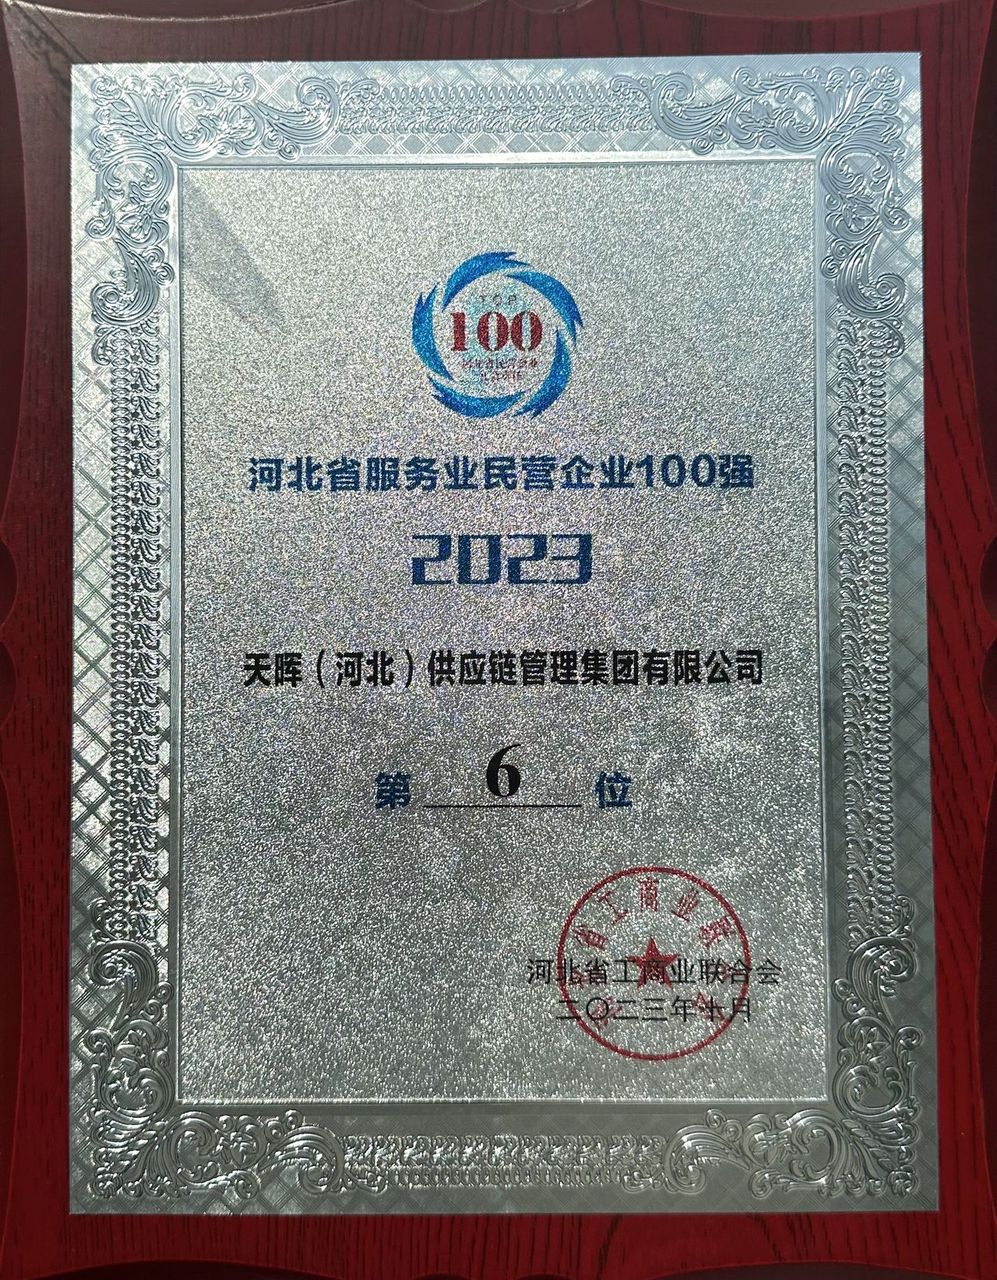 TOP
100
河北省服务业民营企业100强
2023
天晖（河北）供应链管理集团有限公司
第 6 位
河北省工商业联合会
二〇二三年十月